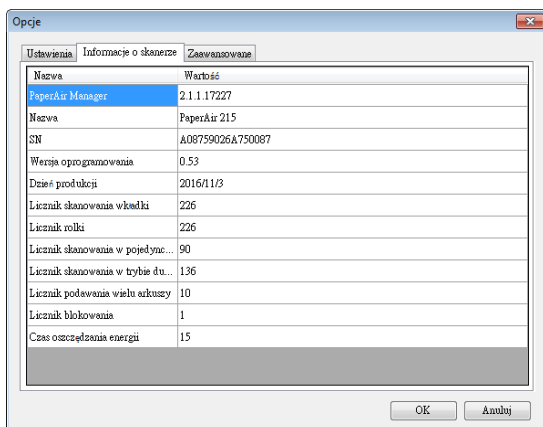 Opcje
Ustawienia Informacje o skanerze Zaawansowane
Nazwa Wartość
PaperAir Manager 2.1.1.17227
Nazwa PaperAir 215
SN A08759026A750087
Wersja oprogramowania 0.53
Dzień produkcji 2016/11/3
Licznik skanowania wkładki 226
Licznik rolki 226
Licznik skanowania w pojedync... 90
Licznik skanowania w trybie du... 136
Licznik podawania wielu arkuszy 10
Licznik blokowania 1
Czas oszczędzania energii 15
OK Anuluj